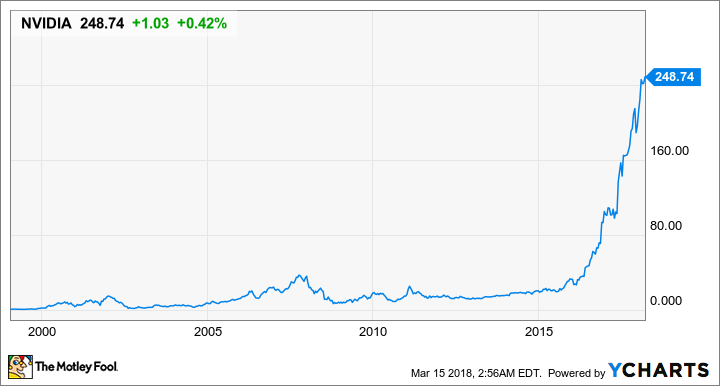 NVIDIA 248.74 +1.03 +0.42%
248.74
160.00
80.00
0.000
2000 2005 2010 2015
The Motley Fool.
Mar 15 2018, 2:56AM EDT. Powered by YCHARTS